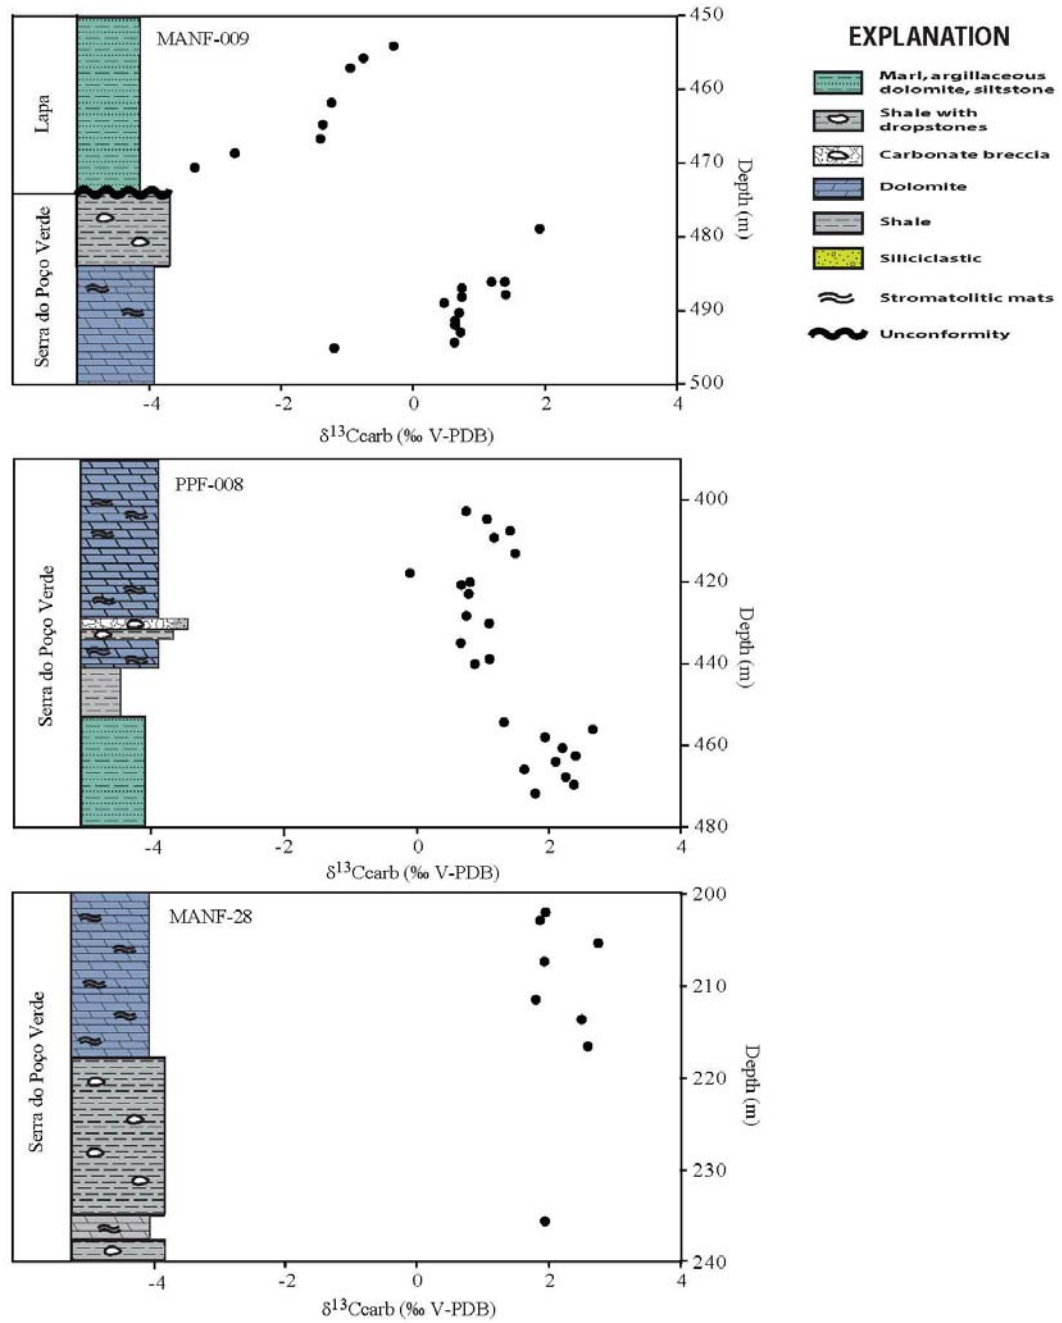 MANF-009
Lapa
Serra do Poço Verde
450
460
470
480
490
500
Depth (m)
-4
-2
0
2
4
δ13Ccarb (‰ V-PDB)
EXPLANATION
Marl, argillaceous
dolomite, siltstone
Shale with
dropstones
Carbonate breccia
Dolomite
Shale
Siliciclastic
Stromatolitic mats
Unconformity
PPF-008
Serra do Poço Verde
400
420
440
460
480
Depth (m)
-4
-2
0
2
4
δ13Ccarb (‰ V-PDB)
MANF-28
Serra do Poço Verde
200
210
220
230
240
Depth (m)
-4
-2
0
2
4
δ13Ccarb (‰ V-PDB)